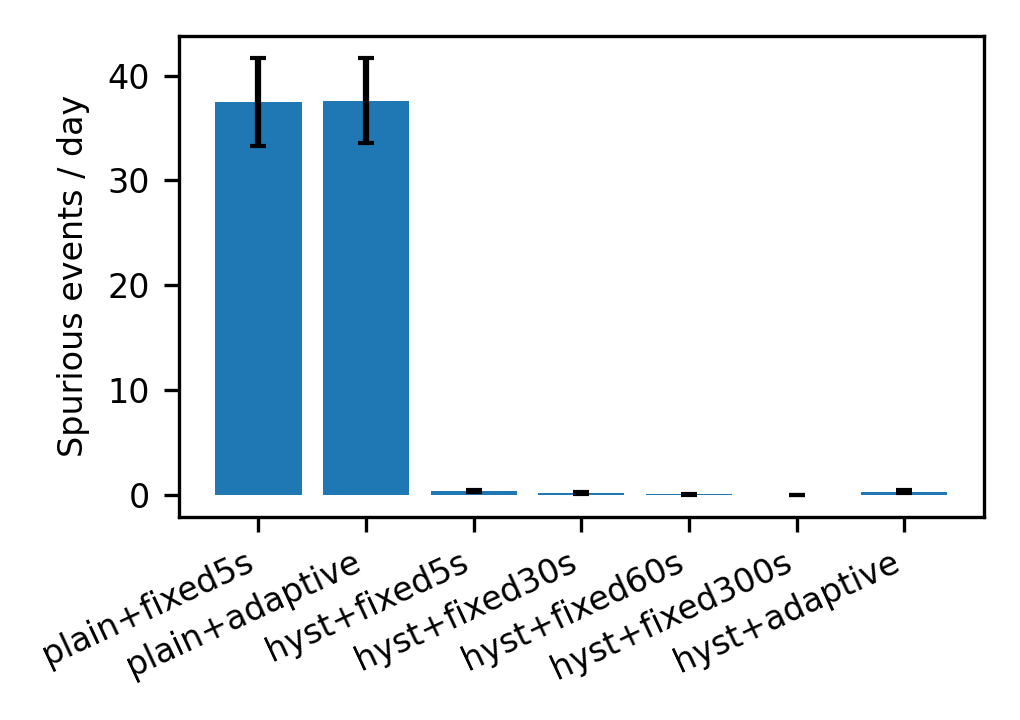 Spurious events / day
40
30
20
10
0
plain+fixed5s
plain+adaptive
hyst+fixed5s
hyst+fixed30s
hyst+fixed60s
hyst+fixed300s
hyst+adaptive